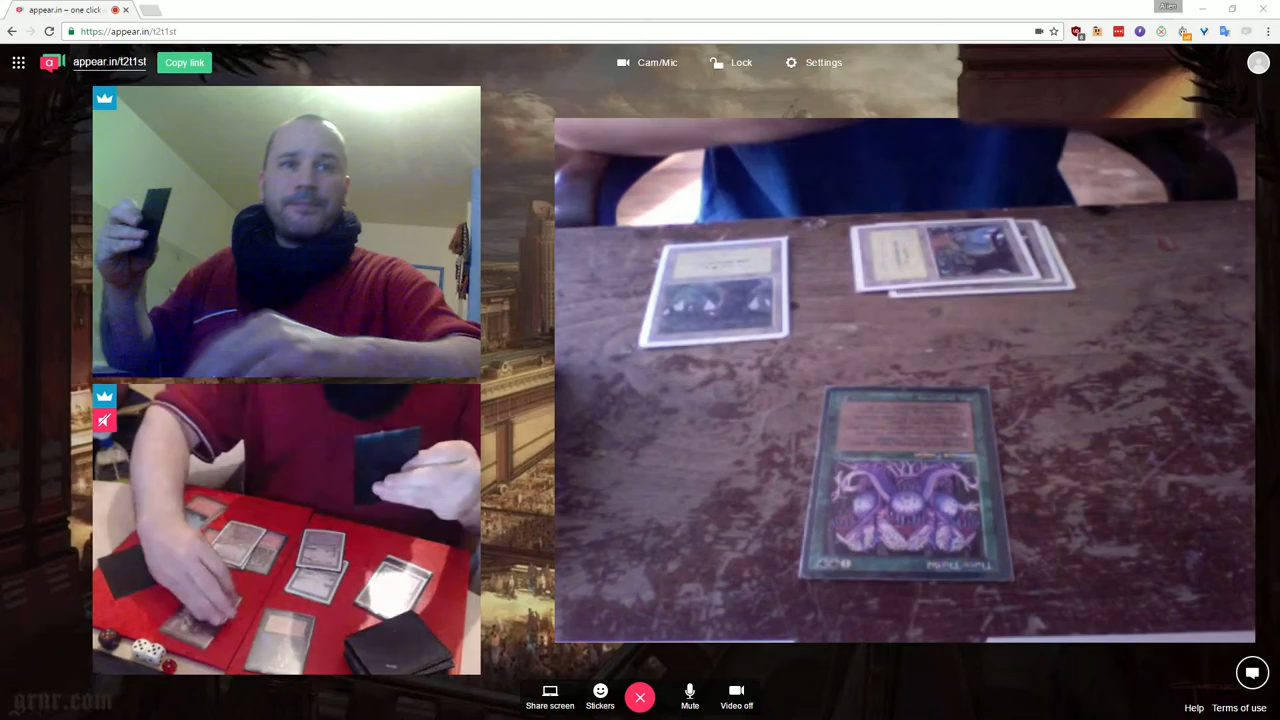 appear.in – one click
Alien
https://appear.in/t2t1st
appear.in/t2t1st
Copy link
Cam/Mic
Lock
Settings
grnr.com
Share screen
Stickers
Mute
Video off
Help
Terms of use